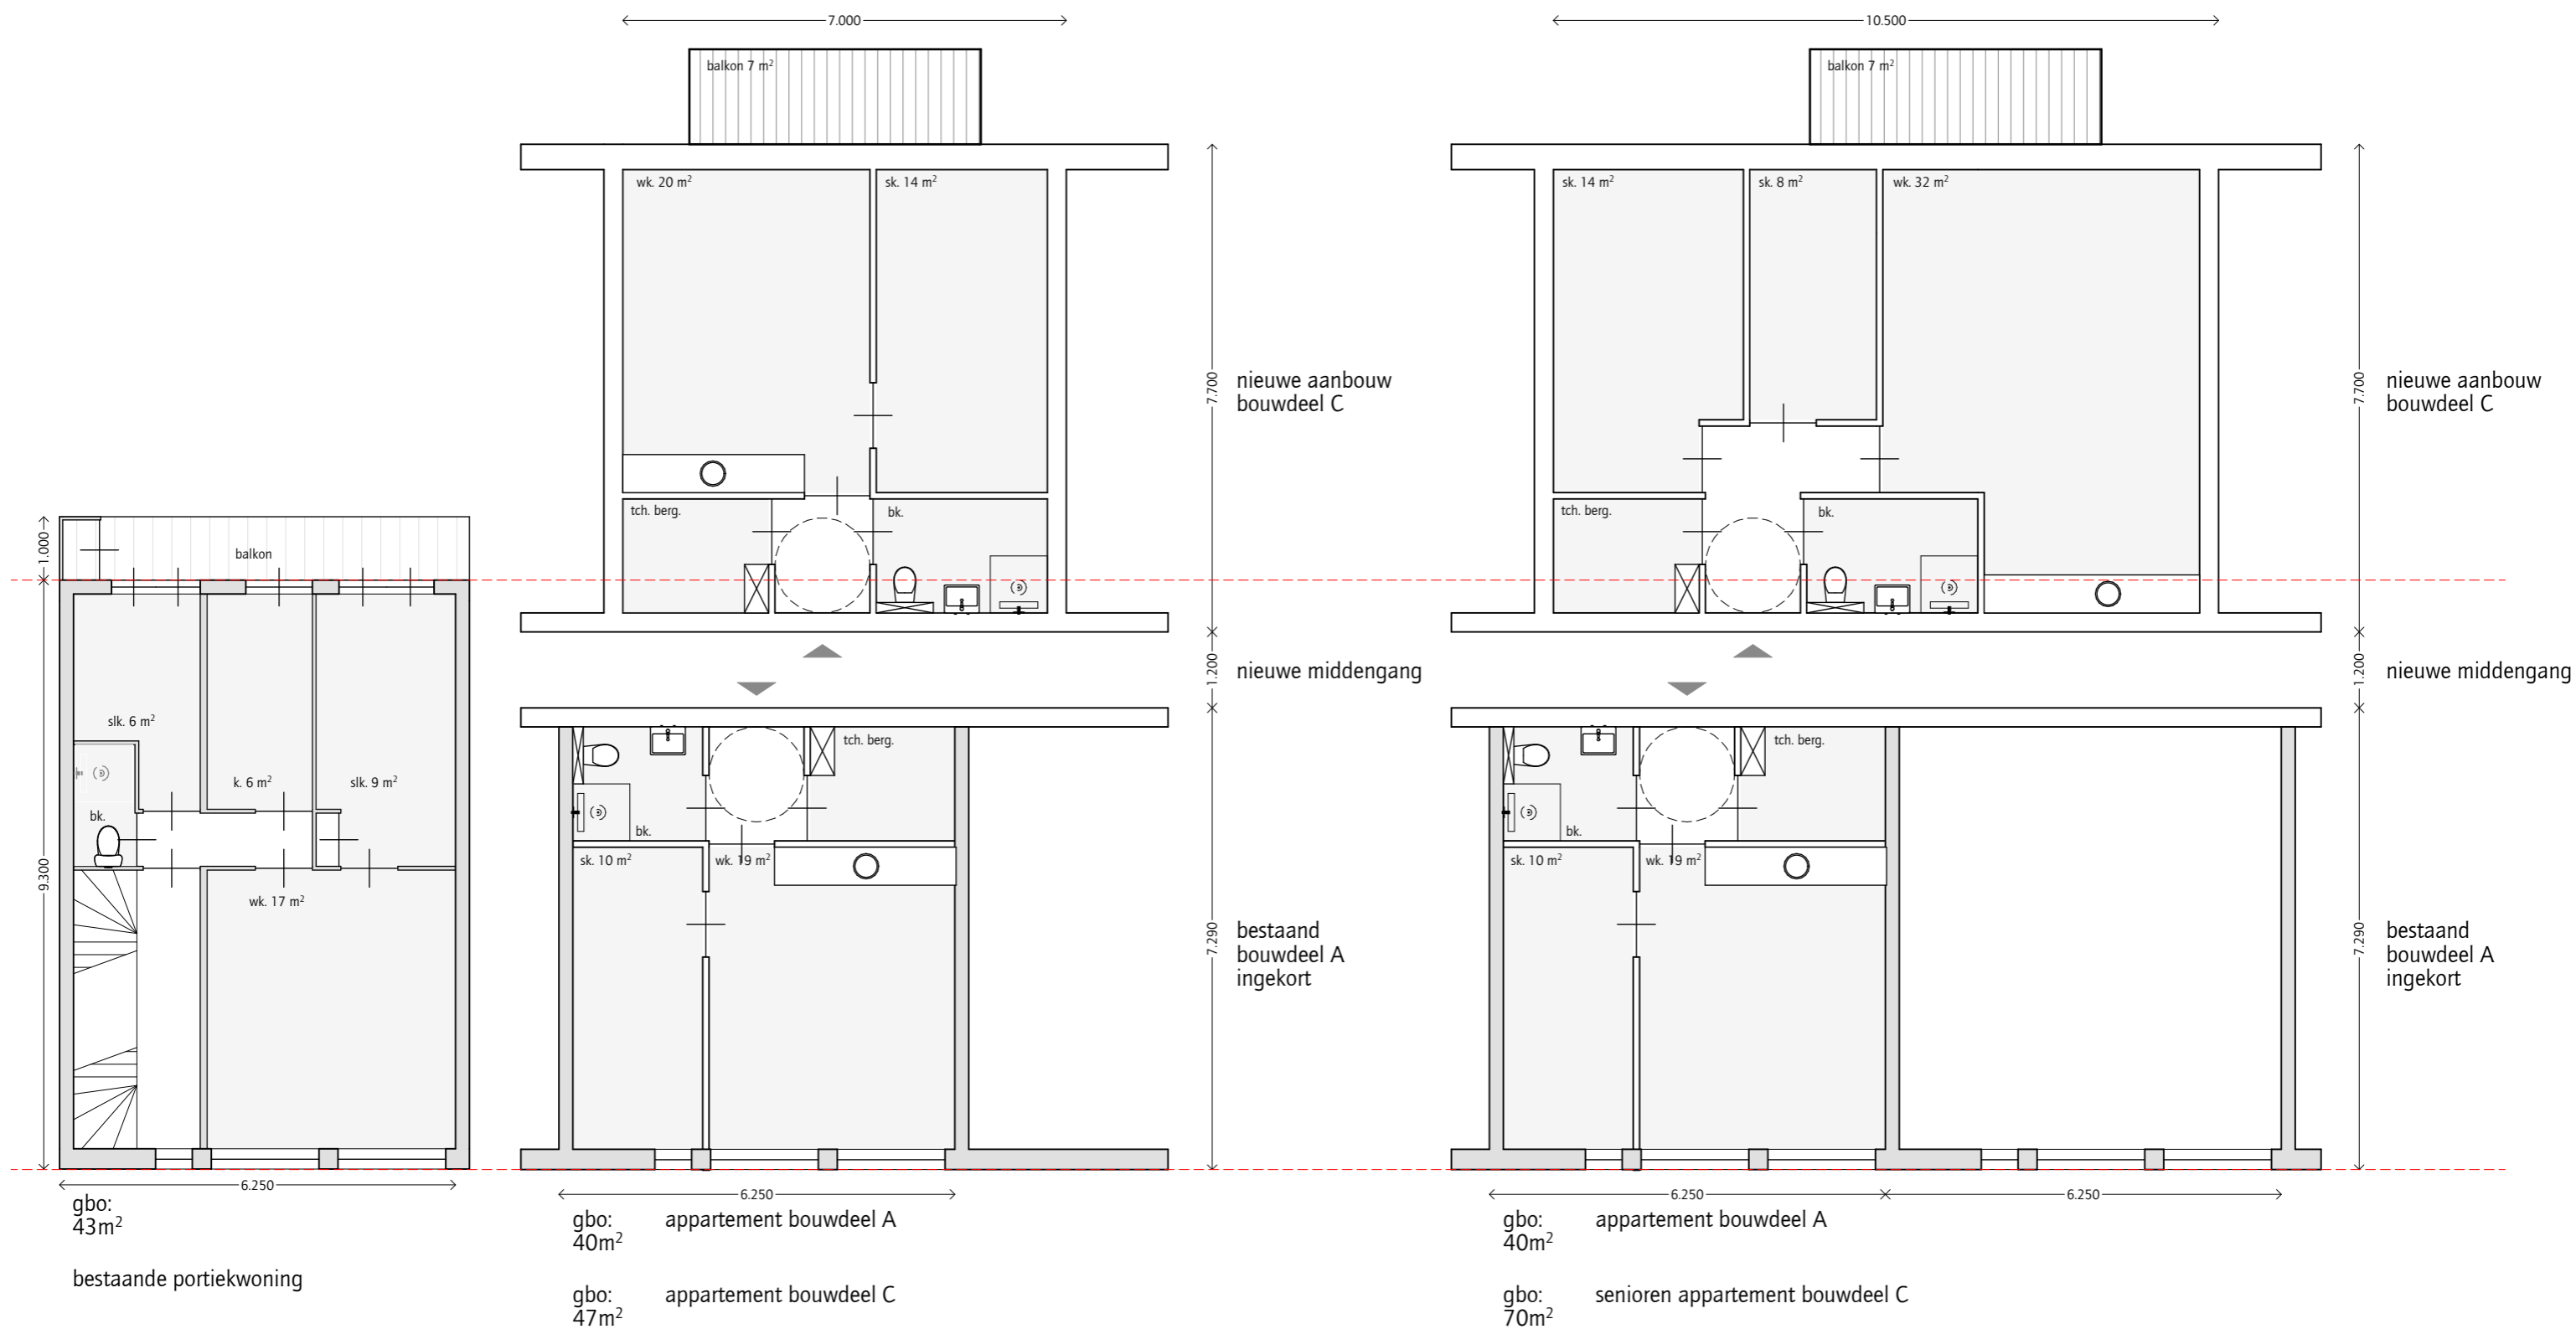 7.000
balkon 7 m²
wk. 20 m²
sk. 14 m²
tch. berg.
bk.
7.700
nieuwe aanbouw
bouwdeel C
1.200
nieuwe middengang
tch. berg.
bk.
sk. 10 m²
wk. 19 m²
7.290
bestaand
bouwdeel A
ingekort
6.250
gbo:
40m²
appartement bouwdeel A
gbo:
47m²
appartement bouwdeel C
1.000
balkon
9.300
slk. 6 m²
k. 6 m²
slk. 9 m²
bk.
wk. 17 m²
6.250
gbo:
43m²
bestaande portiekwoning
10.500
balkon 7 m²
sk. 14 m²
sk. 8 m²
wk. 32 m²
tch. berg.
bk.
7.700
nieuwe aanbouw
bouwdeel C
1.200
nieuwe middengang
tch. berg.
bk.
sk. 10 m²
wk. 19 m²
7.290
bestaand
bouwdeel A
ingekort
6.250
6.250
gbo:
40m²
appartement bouwdeel A
gbo:
70m²
senioren appartement bouwdeel C